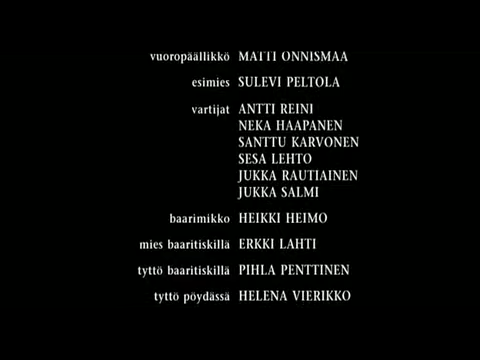 vuoropäällikkö MATTI ONNISMAA
esimies SULEVI PELTOLA
vartijat ANTTI REINI
NEKA HAAPANEN
SANTTU KARVONEN
SESA LEHTO
JUKKA RAUTIAINEN
JUKKA SALMI
baarimikko HEIKKI HEIMO
mies baaritiskillä ERKKI LAHTI
tyttö baaritiskillä PIHLA PENTTINEN
tyttö pöydässä HELENA VIERIKKO